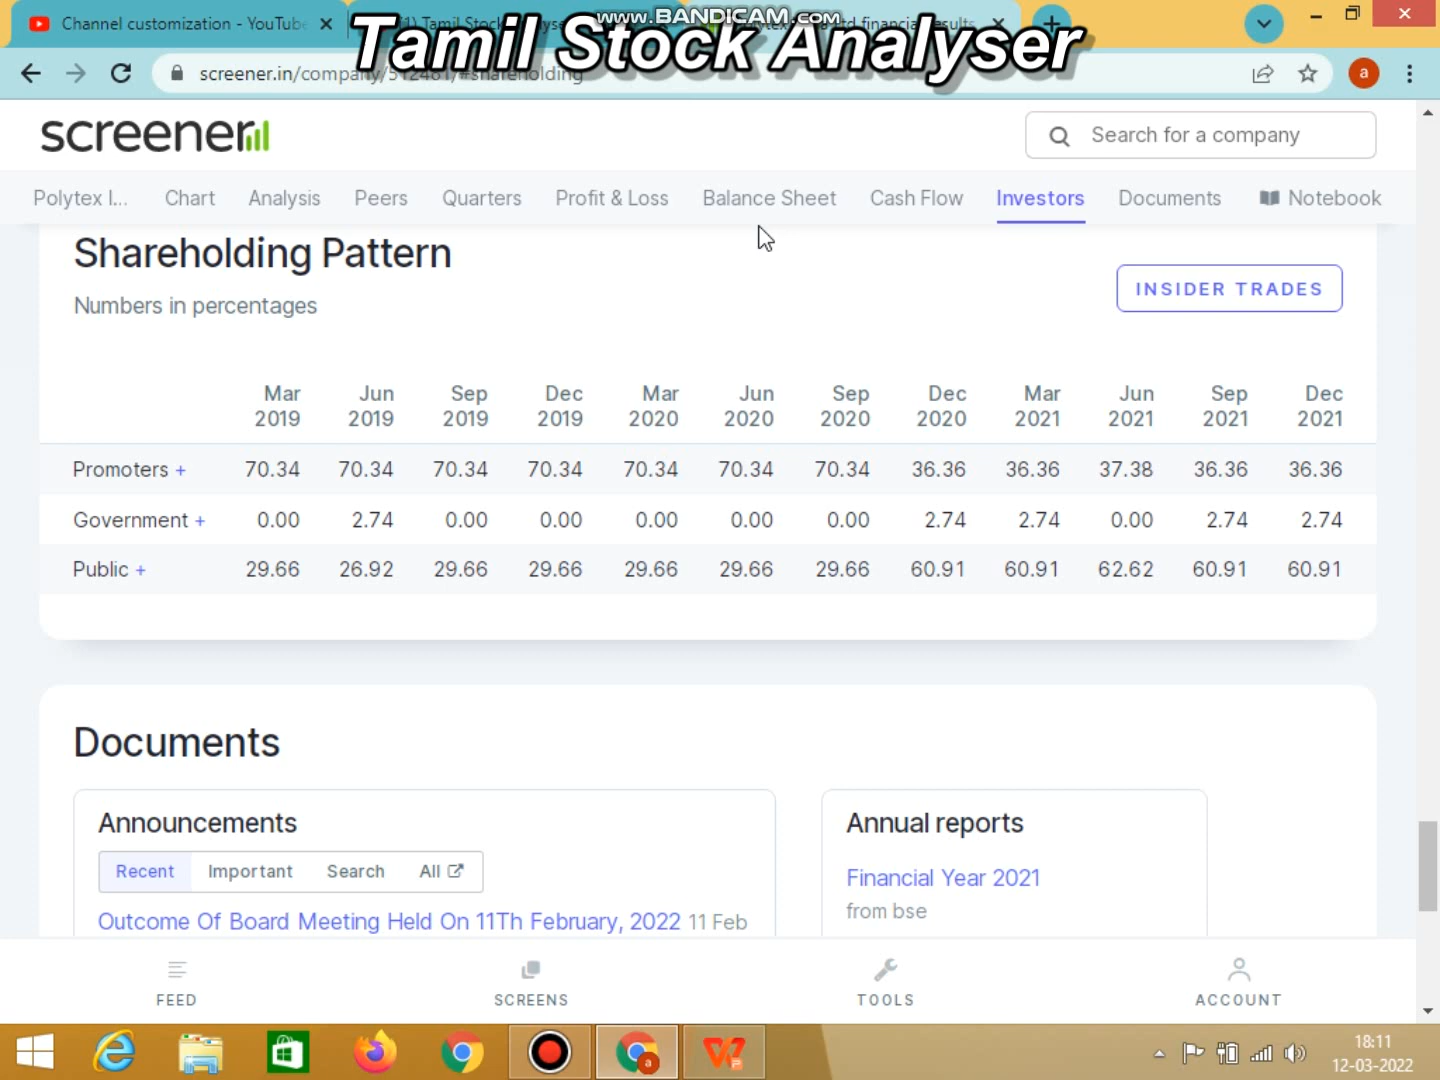 Channel customization - YouTube
Tamil Stock Analyser
www.BANDICAM.com
Tamil Stock
financial results
screener.in/company/512481/#shareholding
a
screener
Search for a company
Polytex I...
Chart
Analysis
Peers
Quarters
Profit & Loss
Balance Sheet
Cash Flow
Investors
Documents
Notebook
Shareholding Pattern
INSIDER TRADES
Numbers in percentages
Mar 2019 Jun 2019 Sep 2019 Dec 2019 Mar 2020 Jun 2020 Sep 2020 Dec 2020 Mar 2021 Jun 2021 Sep 2021 Dec 2021
Promoters + 70.34 70.34 70.34 70.34 70.34 70.34 70.34 36.36 36.36 37.38 36.36 36.36
Government + 0.00 2.74 0.00 0.00 0.00 0.00 0.00 2.74 2.74 0.00 2.74 2.74
Public + 29.66 26.92 29.66 29.66 29.66 29.66 29.66 60.91 60.91 62.62 60.91 60.91
Documents
Announcements
Recent Important Search All
Outcome Of Board Meeting Held On 11Th February, 2022 11 Feb
Annual reports
Financial Year 2021
from bse
FEED
SCREENS
TOOLS
ACCOUNT
a
P
18:11
12-03-2022